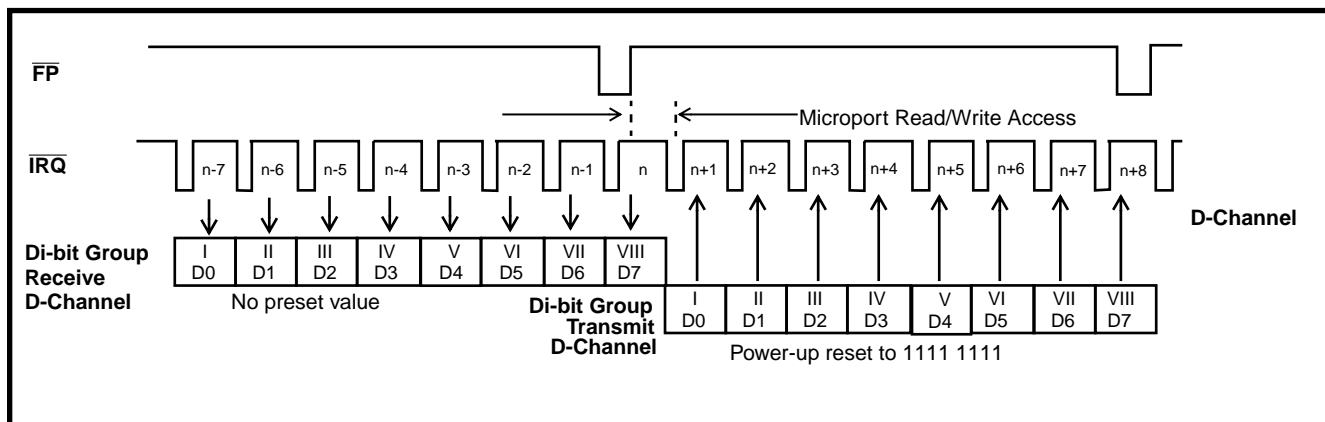 FP
Microport Read/Write Access
IRQ
n-7 n-6 n-5 n-4 n-3 n-2 n-1 n n+1 n+2 n+3 n+4 n+5 n+6 n+7 n+8
D-Channel
Di-bit Group
Receive
D-Channel
I II III IV V VI VII VIII
D0 D1 D2 D3 D4 D5 D6 D7
No preset value
Di-bit Group
Transmit
D-Channel
I II III IV V VI VII VIII
D0 D1 D2 D3 D4 D5 D6 D7
Power-up reset to 1111 1111